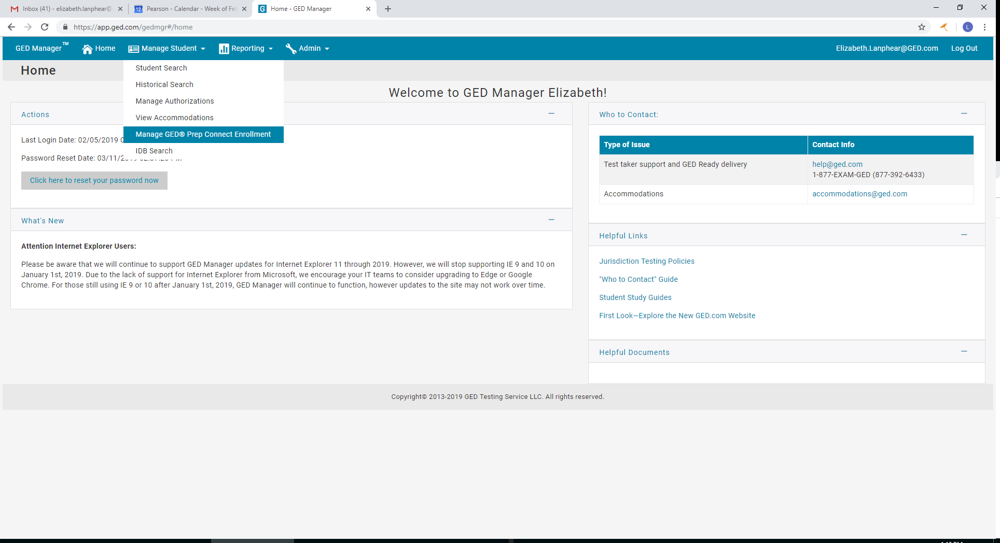 Inbox (41) - elizabeth.lanphear@
Pearson - Calendar - Week of Feb
Home - GED Manager
https://app.ged.com/gedmgr#/home
L
GED Manager™
Home
Manage Student
Reporting
Admin
Elizabeth.Lanphear@GED.com
Log Out
Home
Student Search
Historical Search
Manage Authorizations
View Accommodations
Manage GED® Prep Connect Enrollment
IDB Search
Welcome to GED Manager Elizabeth!
Actions
Last Login Date: 02/05/2019
Password Reset Date: 03/11/
Click here to reset your password now
What's New
Attention Internet Explorer Users:
Please be aware that we will continue to support GED Manager updates for Internet Explorer 11 through 2019. However, we will stop supporting IE 9 and 10 on
January 1st, 2019. Due to the lack of support for Internet Explorer from Microsoft, we encourage your IT teams to consider upgrading to Edge or Google
Chrome. For those still using IE 9 or 10 after January 1st, 2019, GED Manager will continue to function, however updates to the site may not work over time.
Who to Contact:
Type of Issue
Contact Info
Test taker support and GED Ready delivery
help@ged.com
1-877-EXAM-GED (877-392-6433)
Accommodations
accommodations@ged.com
Helpful Links
Jurisdiction Testing Policies
"Who to Contact" Guide
Student Study Guides
First Look—Explore the New GED.com Website
Helpful Documents
Copyright© 2013-2019 GED Testing Service LLC. All rights reserved.